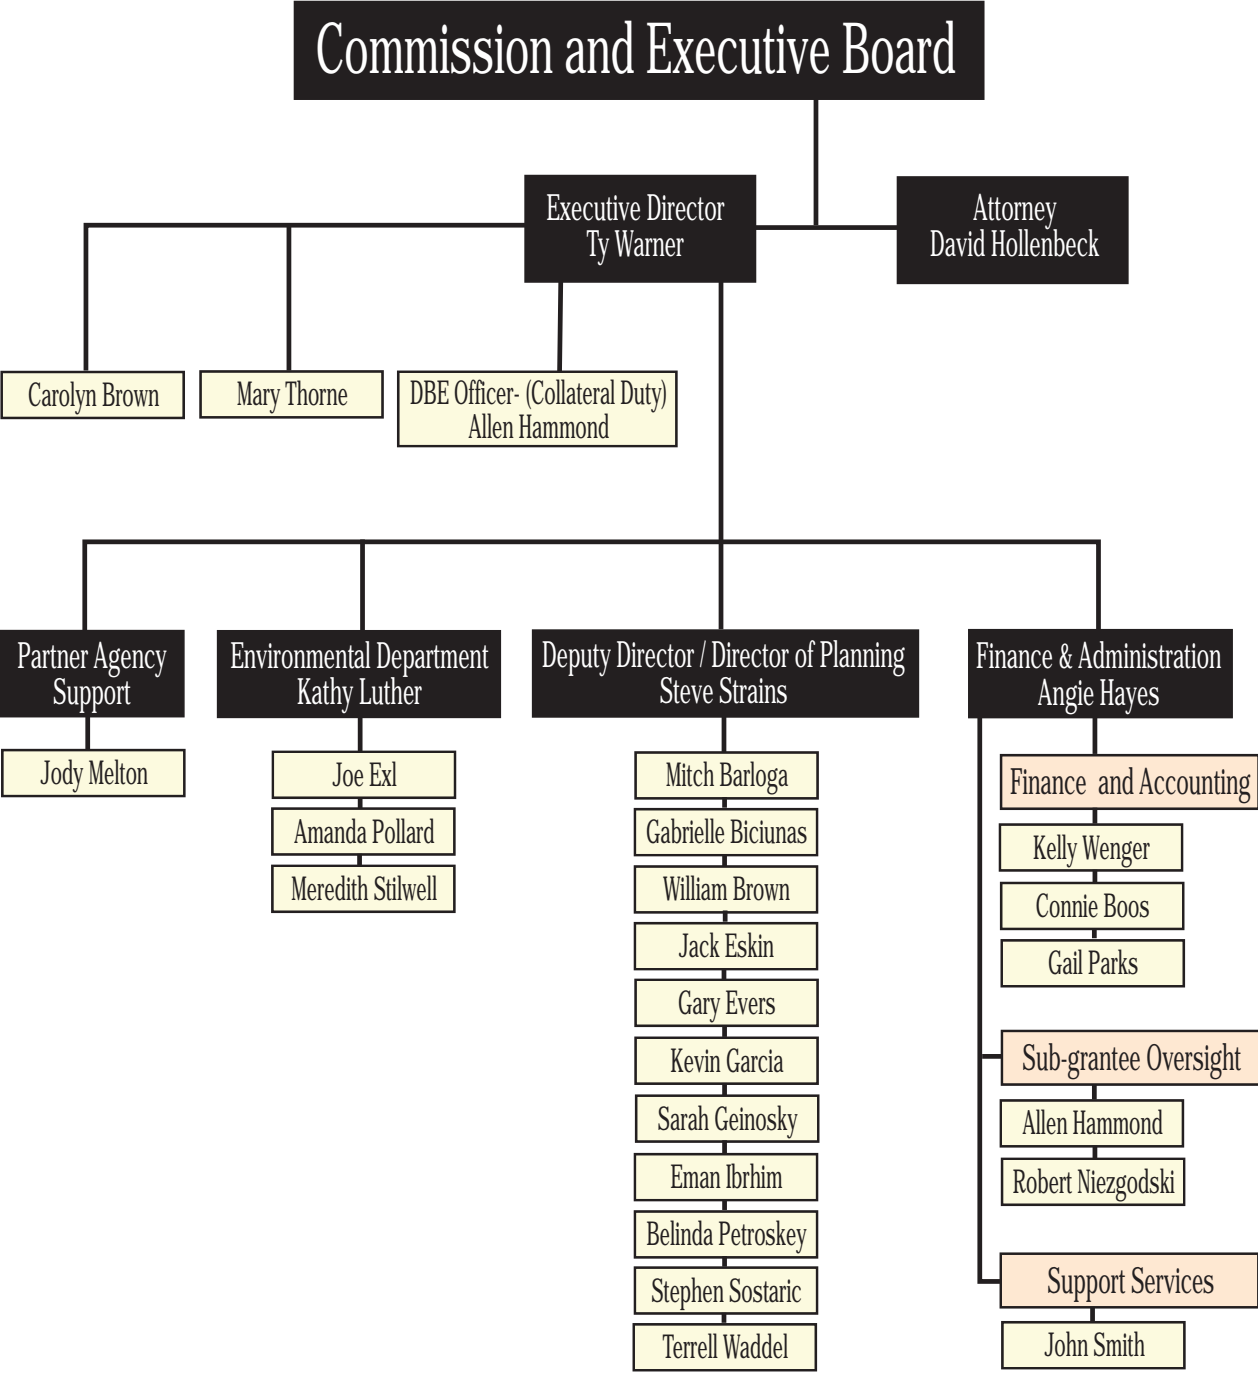 Commission and Executive Board
Executive Director
Ty Warner
Attorney
David Hollenbeck
Carolyn Brown
Mary Thorne
DBE Officer- (Collateral Duty)
Allen Hammond
Partner Agency
Support
Jody Melton
Environmental Department
Kathy Luther
Joe Exl
Amanda Pollard
Meredith Stilwell
Deputy Director / Director of Planning
Steve Strains
Mitch Barloga
Gabrielle Biciunas
William Brown
Jack Eskin
Gary Evers
Kevin Garcia
Sarah Geinosky
Eman Ibrhim
Belinda Petroskey
Stephen Sostaric
Terrell Waddel
Finance & Administration
Angie Hayes
Finance  and Accounting
Kelly Wenger
Connie Boos
Gail Parks
Sub-grantee Oversight
Allen Hammond
Robert Niezgodski
Support Services
John Smith